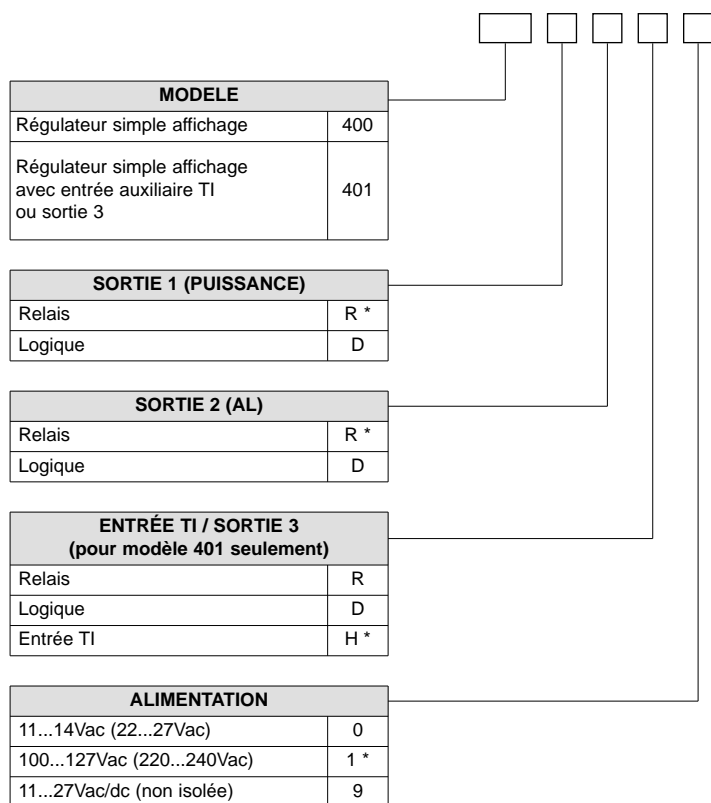 MODELE
Régulateur simple affichage 400
Régulateur simple affichage
avec entrée auxiliaire TI
ou sortie 3
401
SORTIE 1 (PUISSANCE)
Relais R *
Logique D
SORTIE 2 (AL)
Relais R *
Logique D
ENTRÉE TI / SORTIE 3
(pour modèle 401 seulement)
Relais R
Logique D
Entrée TI H *
ALIMENTATION
11...14Vac (22...27Vac) 0
100...127Vac (220...240Vac) 1 *
11...27Vac/dc (non isolée) 9